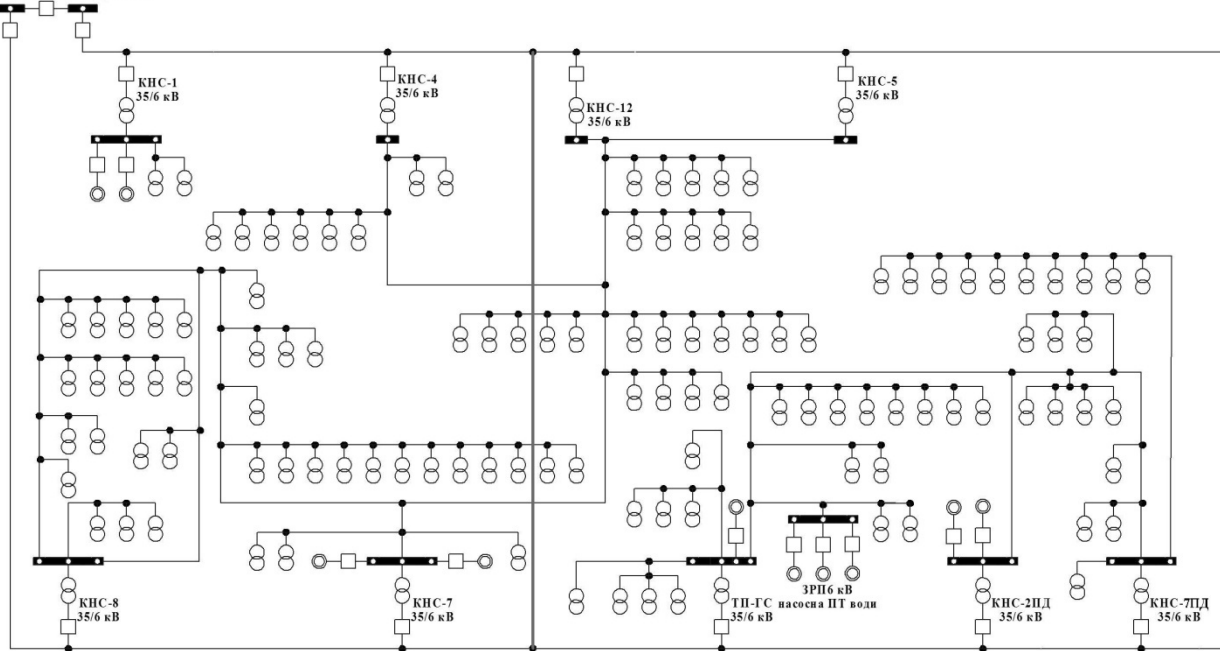 КНС-1
35/6 кВ
КНС-4
35/6 кВ
КНС-12
35/6 кВ
КНС-5
35/6 кВ
КНС-8
35/6 кВ
КНС-7
35/6 кВ
ТП-ГС
35/6 кВ
ЗРП6 кВ
насосна ПТ води
КНС-2ПД
35/6 кВ
КНС-7ПД
35/6 кВ